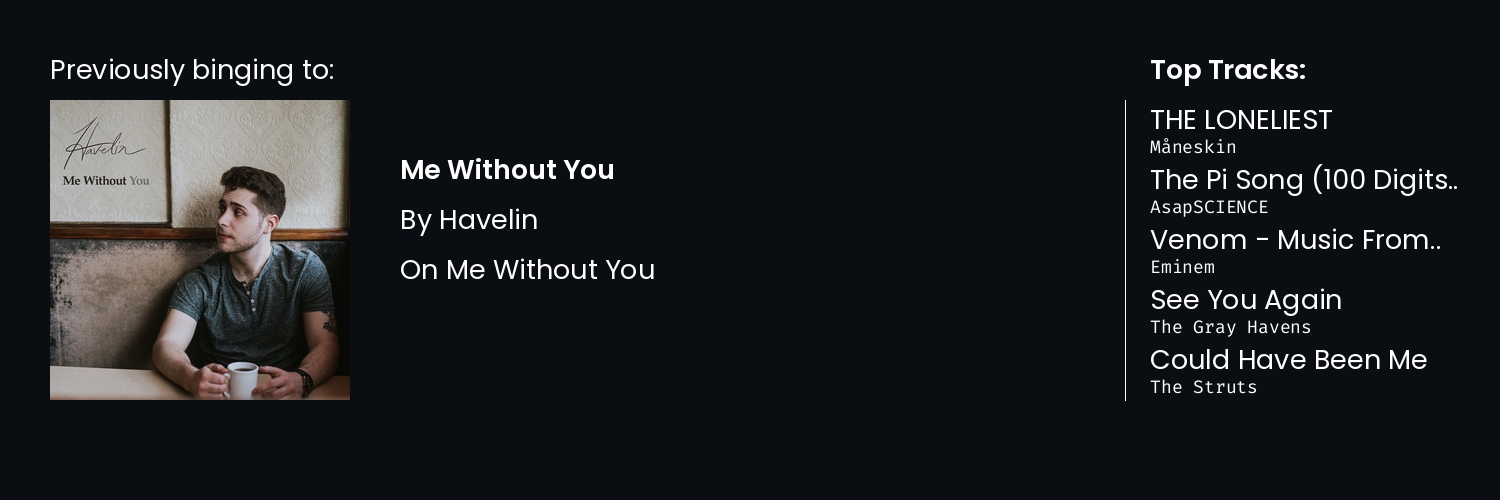 Previously binging to:
Havelin
Me Without You
Me Without You
By Havelin
On Me Without You
Top Tracks:
THE LONELIEST
Måneskin
The Pi Song (100 Digits..
AsapSCIENCE
Venom - Music From..
Eminem
See You Again
The Gray Havens
Could Have Been Me
The Struts